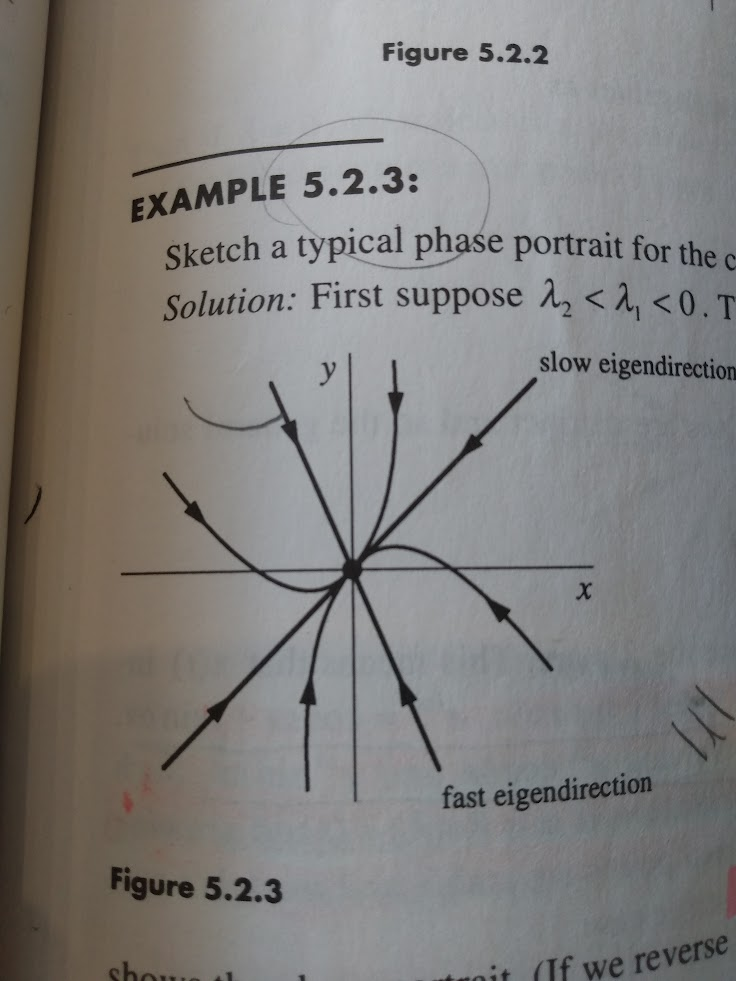 Figure 5.2.2
EXAMPLE 5.2.3:
Sketch a typical phase portrait for the
Solution: First suppose λ₂ < λ₁ < 0.
y
slow eigendirection
x
fast eigendirection
Figure 5.2.3
(If we reverse